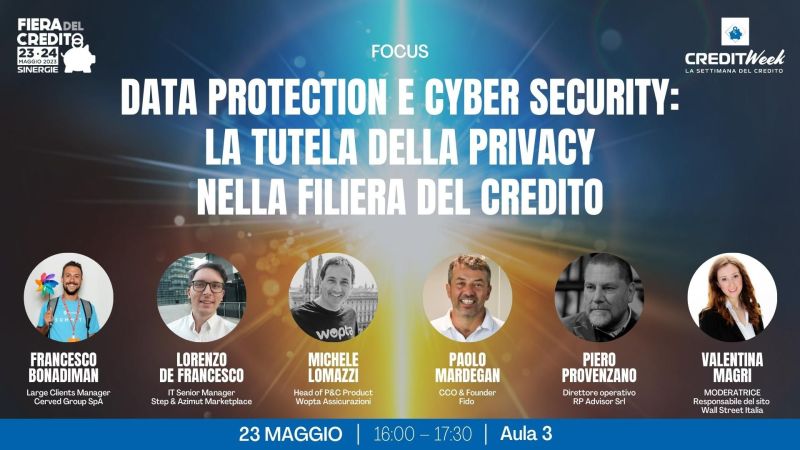 FIERA DEL
CREDITO
23-24
MAGGIO 2023
SINERGIE
FOCUS
CREDITWeek
LA SETTIMANA DEL CREDITO
DATA PROTECTION E CYBER SECURITY:
LA TUTELA DELLA PRIVACY
NELLA FILIERA DEL CREDITO
wopta
FRANCESCO
BONADIMAN
Large Clients Manager
Cerved Group SpA
LORENZO
DE FRANCESCO
IT Senior Manager
Step & Azimut Marketplace
MICHELE
LOMAZZI
Head of P&C Product
Wopta Assicurazioni
PAOLO
MARDEGAN
CCO & Founder
Fido
PIERO
PROVENZANO
Direttore operativo
RP Advisor Srl
VALENTINA
MAGRI
MODERATRICE
Responsabile del sito
Wall Street Italia
23 MAGGIO | 16:00 – 17:30 | Aula 3